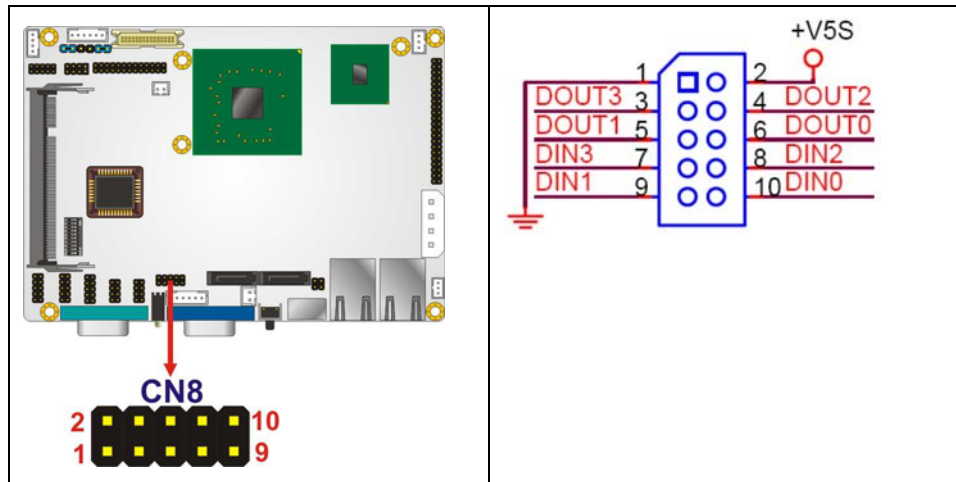 CN8
2 10
1 9
+V5S
1 2
DOUT3 3 4 DOUT2
DOUT1 5 6 DOUT0
DIN3 7 8 DIN2
DIN1 9 10 DIN0